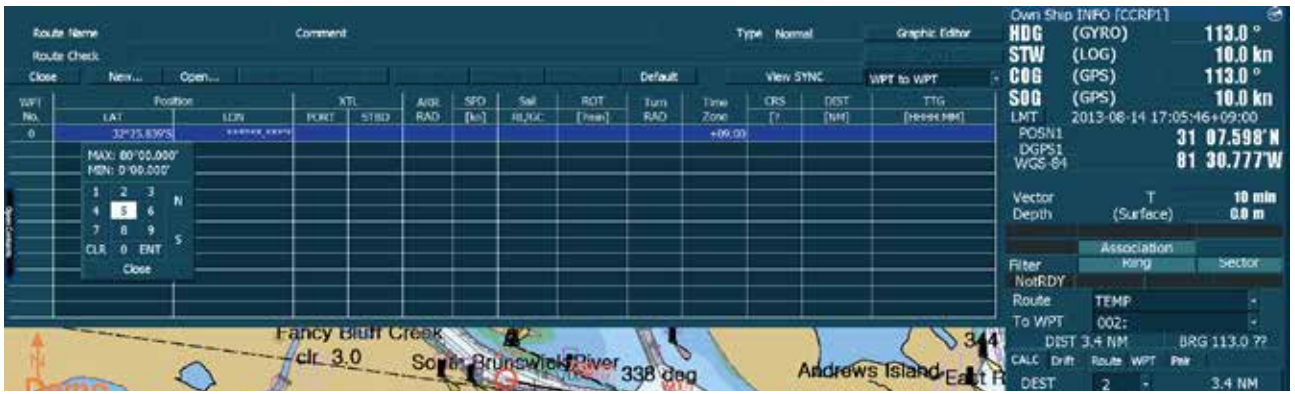 Own Ship INFO [CCRP1]
Route Name Comment Type Normal Graphic Editor
Route Check
Close New... Open... Default View SYNC WPT to WPT
WPT No. Position XTL ARR RAD SPD [kn] Sail RL/GC ROT Turn RAD Time Zone CRS DIST [NM] TTG [HHHH:MM]
LAT LON PORT STBD
0 32°25.839'S +09:00
MAX: 80°00.000'
MIN: 0°00.000'
1 2 3
N
4 5 6
7 8 9
S
CLR 0 ENT
Close
HDG (GYRO) 113.0 °
STW (LOG) 10.0 kn
COG (GPS) 113.0 °
SOG (GPS) 10.0 kn
LMT 2013-08-14 17:05:46+09:00
POSN1 31 07.598'N
DGPS1
WGS-84 81 30.777'W
Vector T 10 min
Depth (Surface) 0.0 m
Association
Filter Ring Sector
NotRDY
Route TEMP
To WPT 002:
DIST 3.4 NM BRG 113.0 ??
CALC Drift Route WPT Pair
DEST 2 3.4 NM
Fancy Bluff Creek
clr 3.0
South Brunswick River
338 deg
Andrews Island
344
East R
Demo